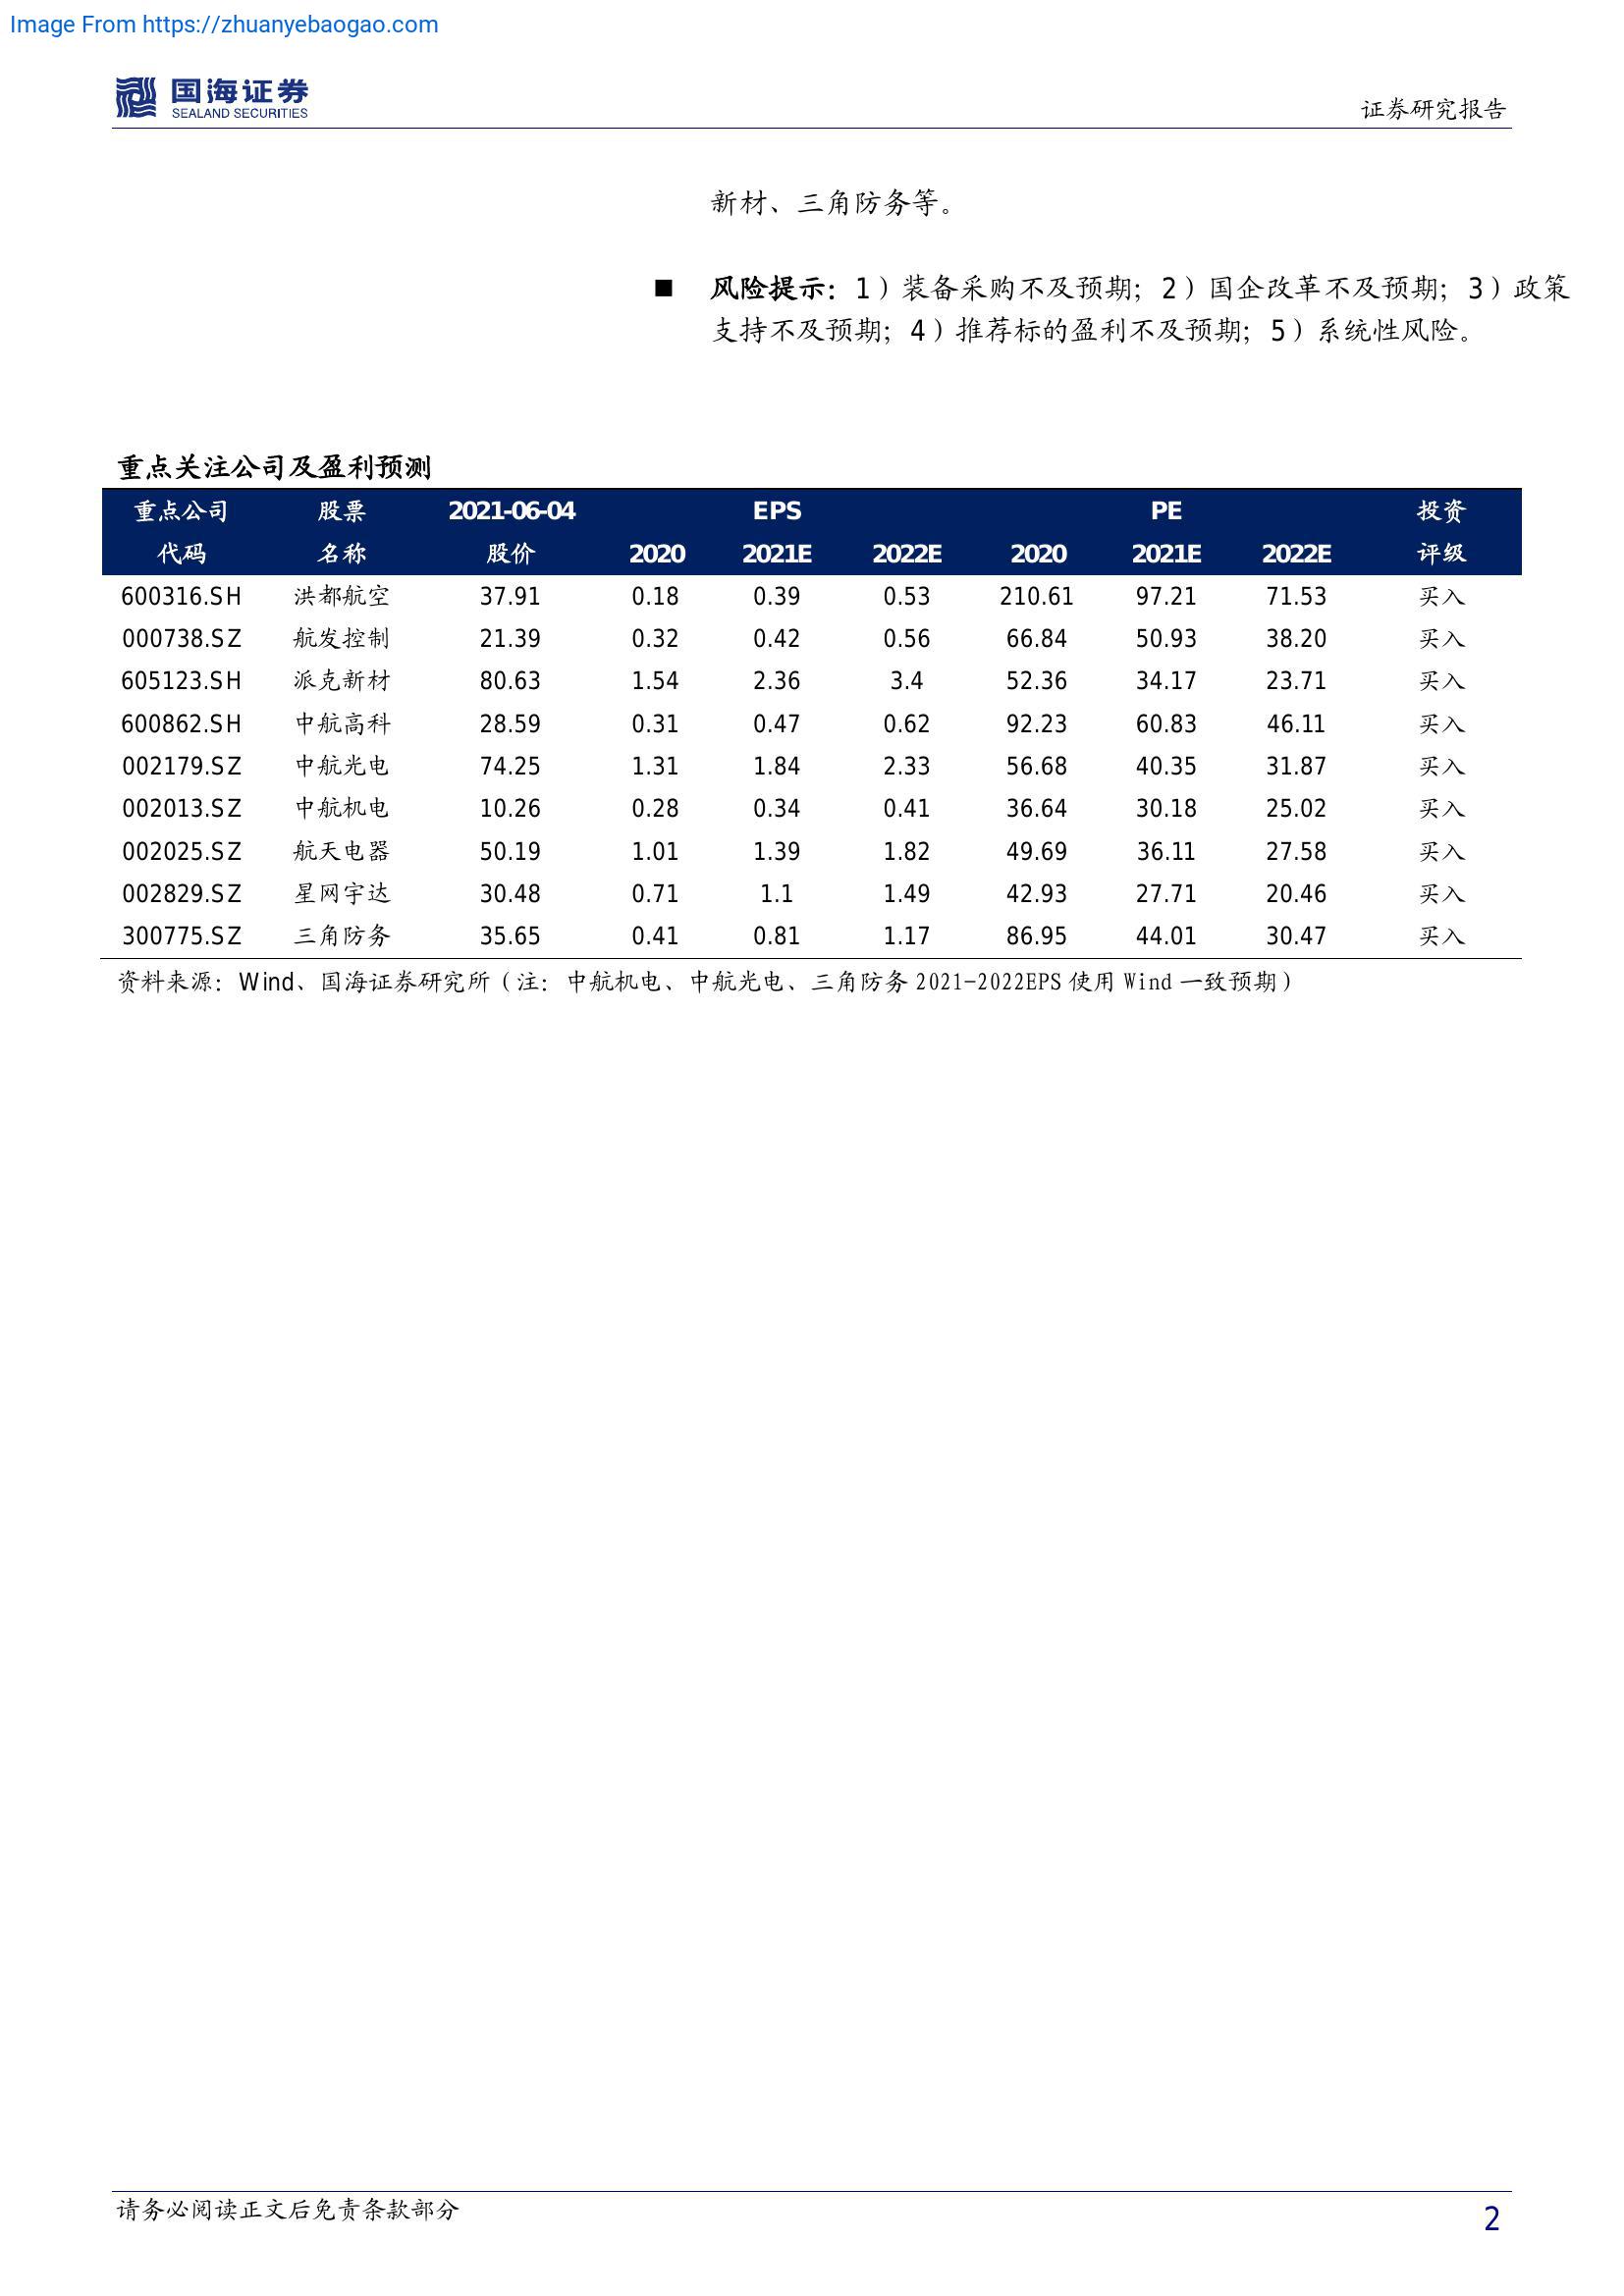 Image From https://zhuanyebaogao.com
国海证券
SEALAND SECURITIES
证券研究报告
新材、三角防务等。
■ 风险提示：1）装备采购不及预期；2）国企改革不及预期；3）政策
支持不及预期；4）推荐标的盈利不及预期；5）系统性风险。
重点关注公司及盈利预测
重点公司 股票 2021-06-04 EPS PE 投资
代码 名称 股价 2020 2021E 2022E 2020 2021E 2022E 评级
600316.SH 洪都航空 37.91 0.18 0.39 0.53 210.61 97.21 71.53 买入
000738.SZ 航发控制 21.39 0.32 0.42 0.56 66.84 50.93 38.20 买入
605123.SH 派克新材 80.63 1.54 2.36 3.4 52.36 34.17 23.71 买入
600862.SH 中航高科 28.59 0.31 0.47 0.62 92.23 60.83 46.11 买入
002179.SZ 中航光电 74.25 1.31 1.84 2.33 56.68 40.35 31.87 买入
002013.SZ 中航机电 10.26 0.28 0.34 0.41 36.64 30.18 25.02 买入
002025.SZ 航天电器 50.19 1.01 1.39 1.82 49.69 36.11 27.58 买入
002829.SZ 星网宇达 30.48 0.71 1.1 1.49 42.93 27.71 20.46 买入
300775.SZ 三角防务 35.65 0.41 0.81 1.17 86.95 44.01 30.47 买入
资料来源：Wind、国海证券研究所（注：中航机电、中航光电、三角防务 2021-2022EPS 使用 Wind 一致预期）
请务必阅读正文后免责条款部分
2